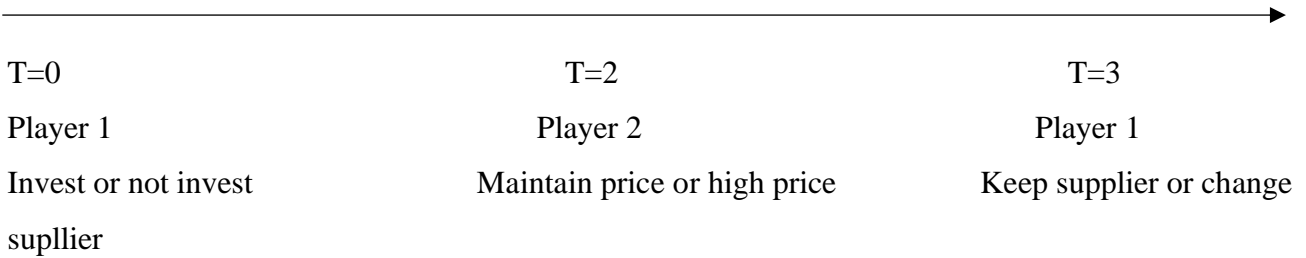 T=0 T=2 T=3
Player 1 Player 2 Player 1
Invest or not invest Maintain price or high price Keep supplier or change
supllier